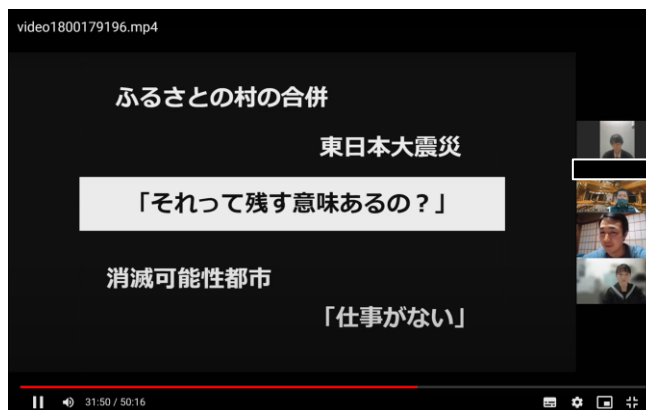 video1800179196.mp4
ふるさとの村の合併
東日本大震災
「それって残す意味あるの？」
消滅可能性都市
「仕事がない」
31:50 / 50:16